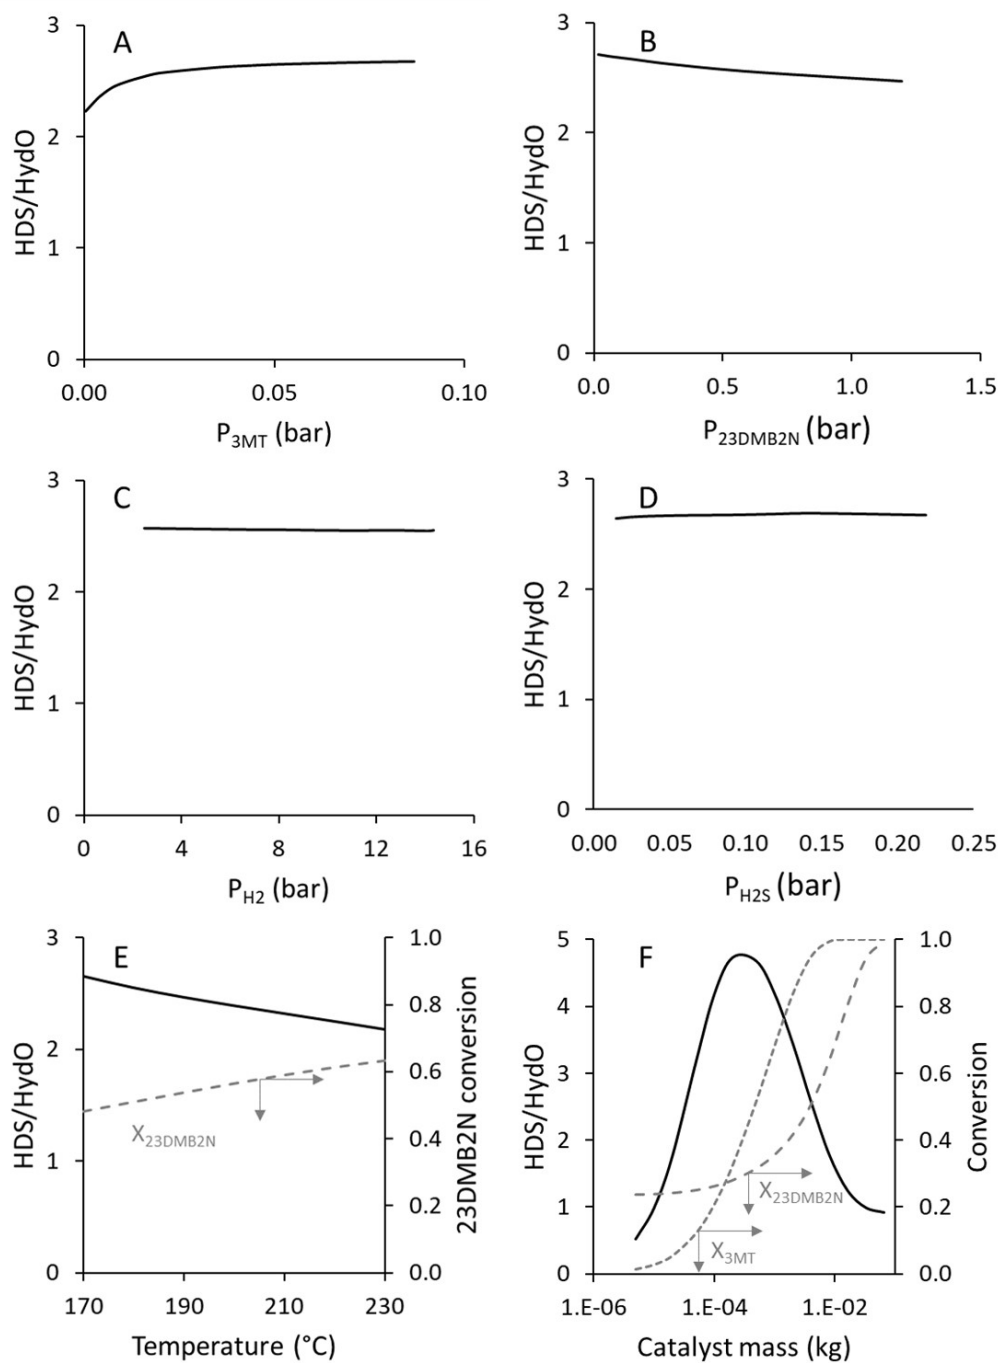 A
HDS/HydO
3
2
1
0
0.00 0.05 0.10
P3MT (bar)
B
HDS/HydO
3
2
1
0
0.0 0.5 1.0 1.5
P23DMB2N (bar)
C
HDS/HydO
3
2
1
0
0 4 8 12 16
PH2 (bar)
D
HDS/HydO
3
2
1
0
0.00 0.05 0.10 0.15 0.20 0.25
PH2S (bar)
E
HDS/HydO
3
2
1
0
1.0
0.8
0.6
0.4
0.2
0.0
23DMB2N conversion
X23DMB2N
170 190 210 230
Temperature (°C)
F
HDS/HydO
5
4
3
2
1
0
1.0
0.8
0.6
0.4
0.2
0.0
Conversion
X23DMB2N
X3MT
1.E-06 1.E-04 1.E-02
Catalyst mass (kg)